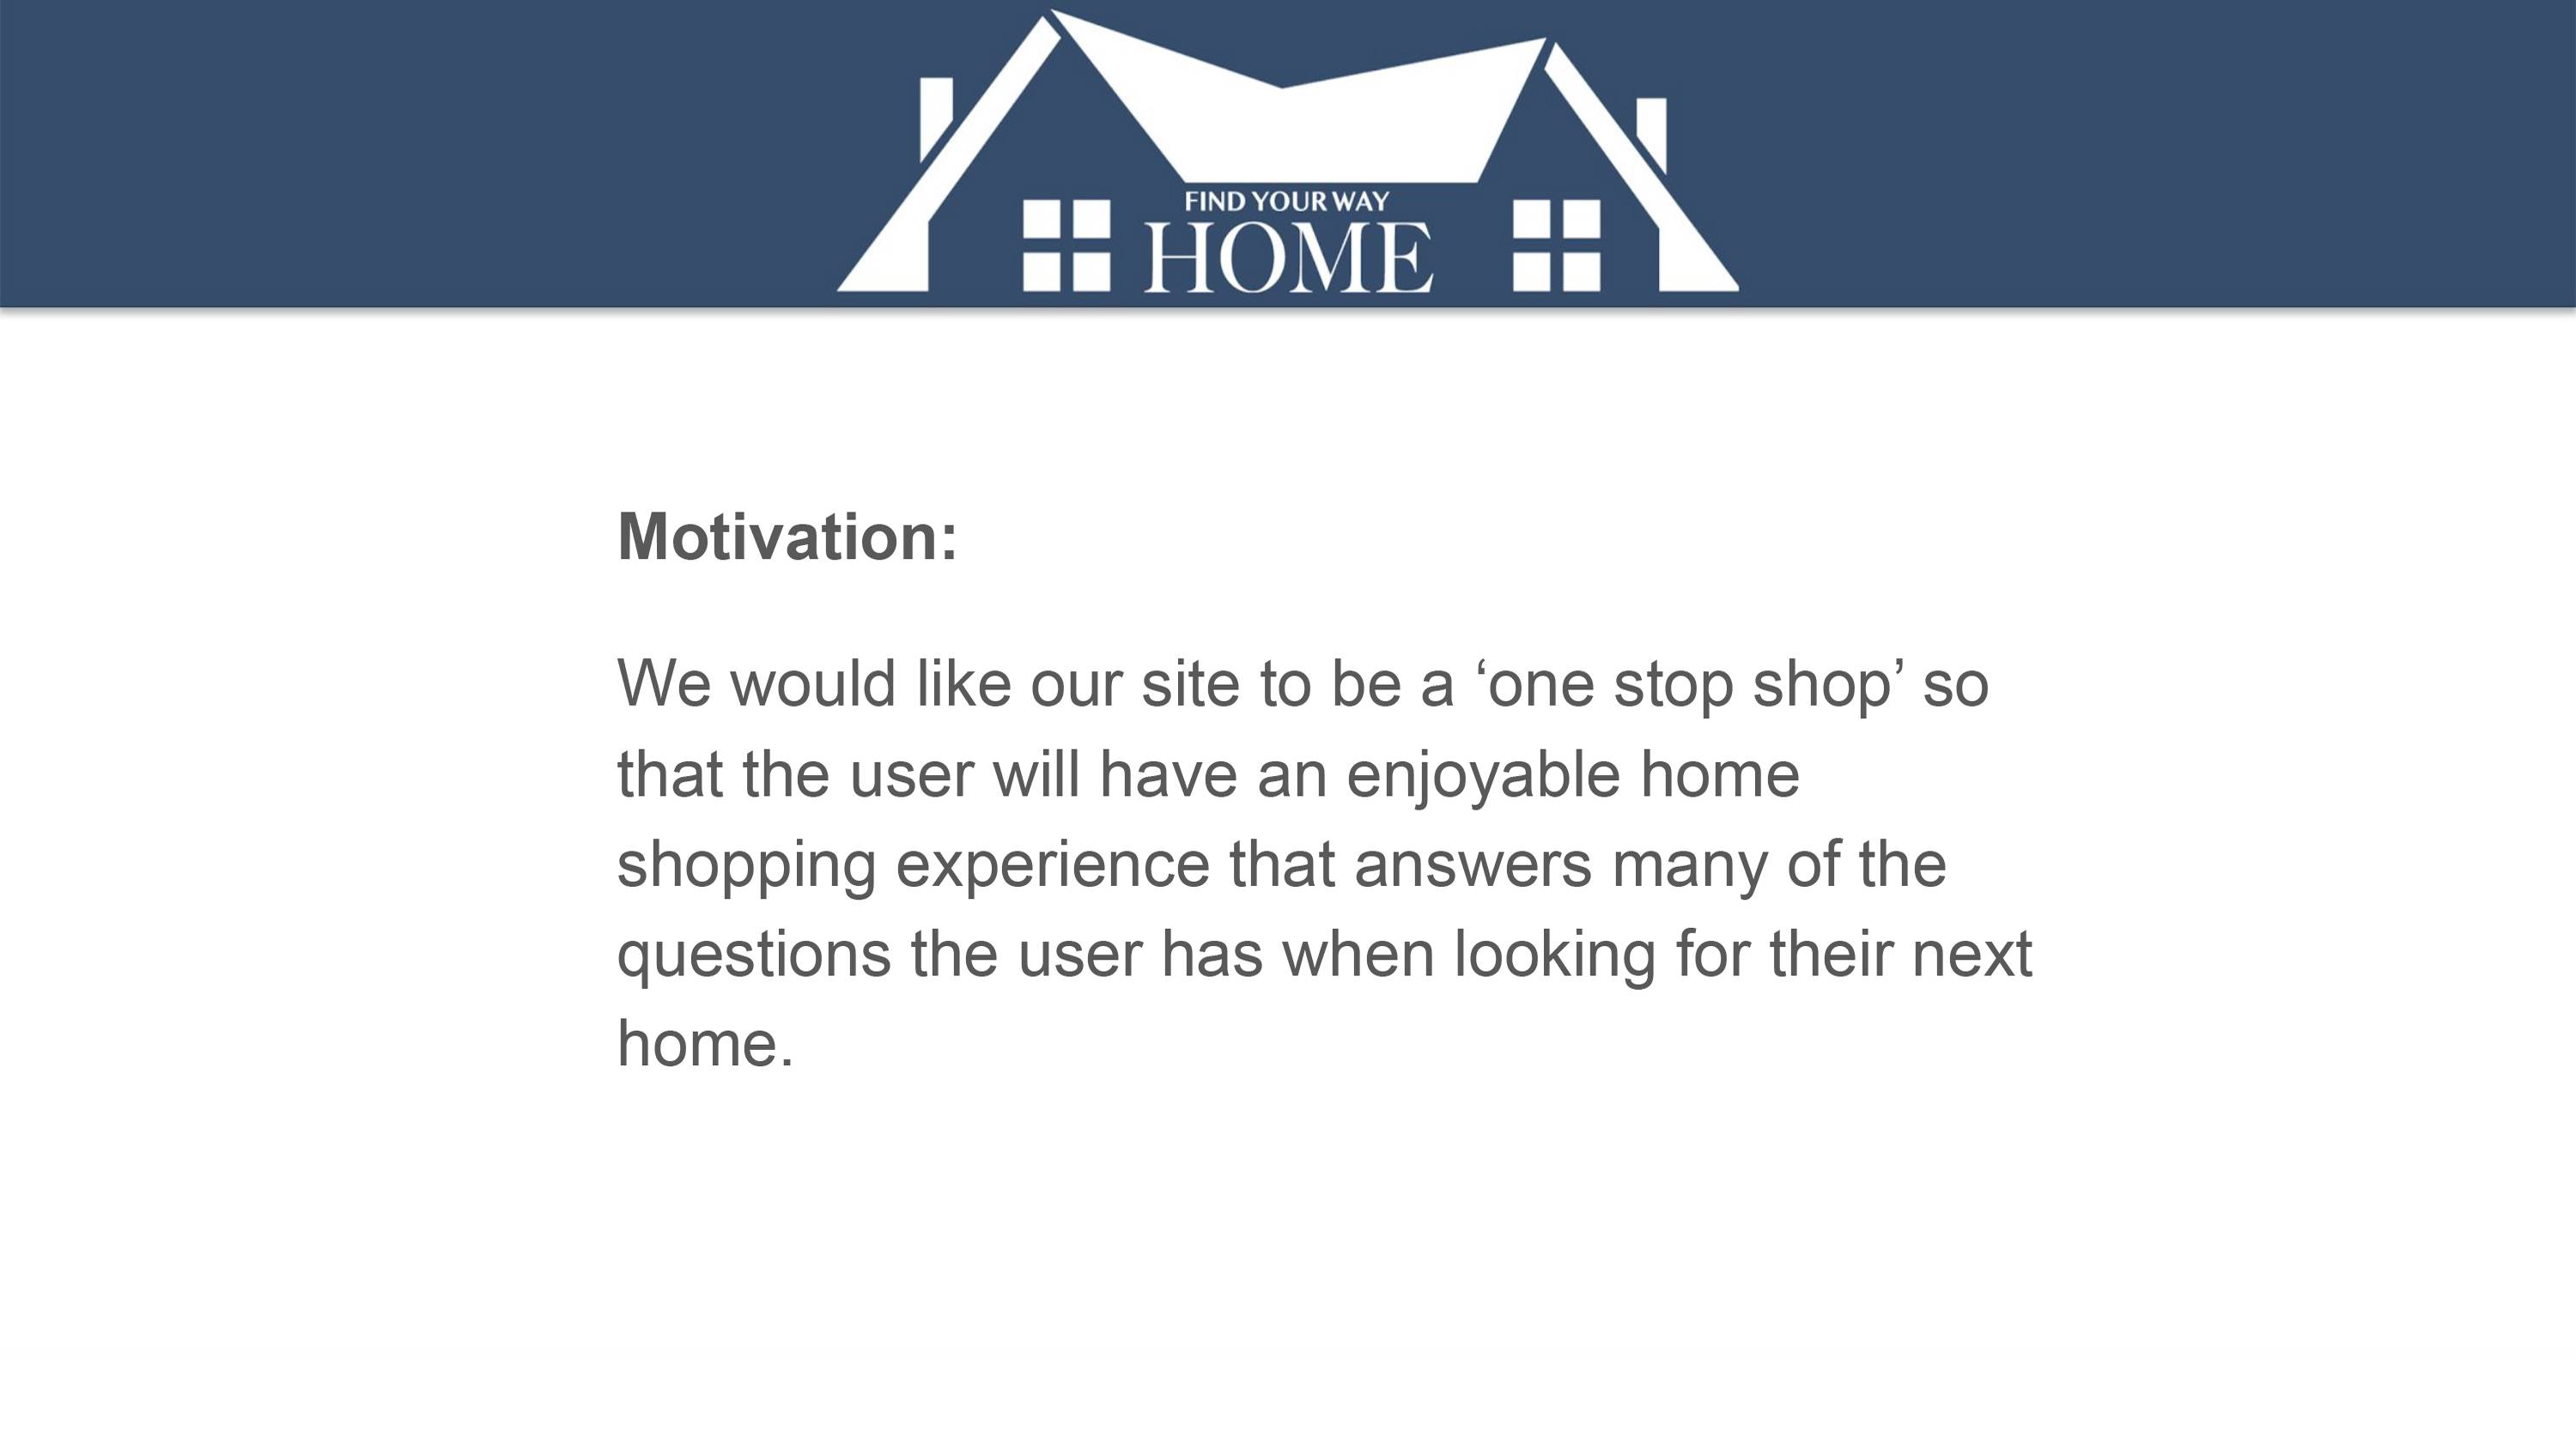 FIND YOUR WAY
HOME
Motivation:
We would like our site to be a ‘one stop shop’ so
that the user will have an enjoyable home
shopping experience that answers many of the
questions the user has when looking for their next
home.